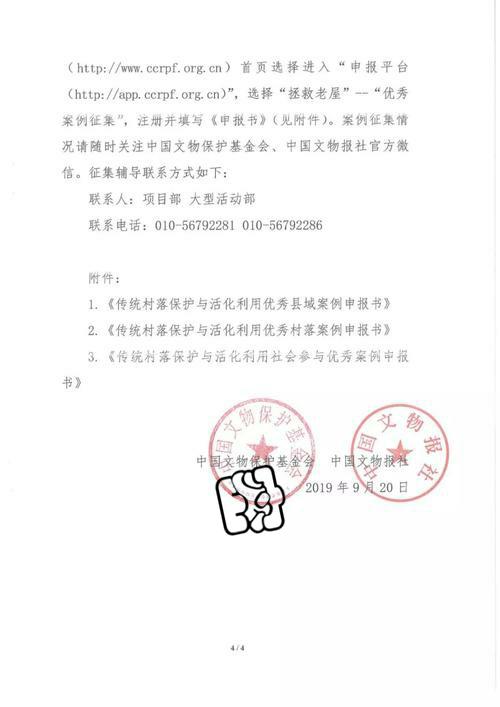 （http://www.ccrpf.org.cn）首页选择进入“申报平台
（http://app.ccrpf.org.cn）”，选择“拯救老屋”--“优秀
案例征集”，注册并填写《申报书》（见附件）。案例征集情
况请随时关注中国文物保护基金会、中国文物报社官方微
信。征集辅导联系方式如下：
联系人：项目部 大型活动部
联系电话：010-56792281 010-56792286
附件：
1.《传统村落保护与活化利用优秀县域案例申报书》
2.《传统村落保护与活化利用优秀村落案例申报书》
3.《传统村落保护与活化利用社会参与优秀案例申报
书》
中国文物保护基金会
中国文物报社
中国文物保护基金会 中国文物报社
2019 年 9 月 20 日
4 / 4